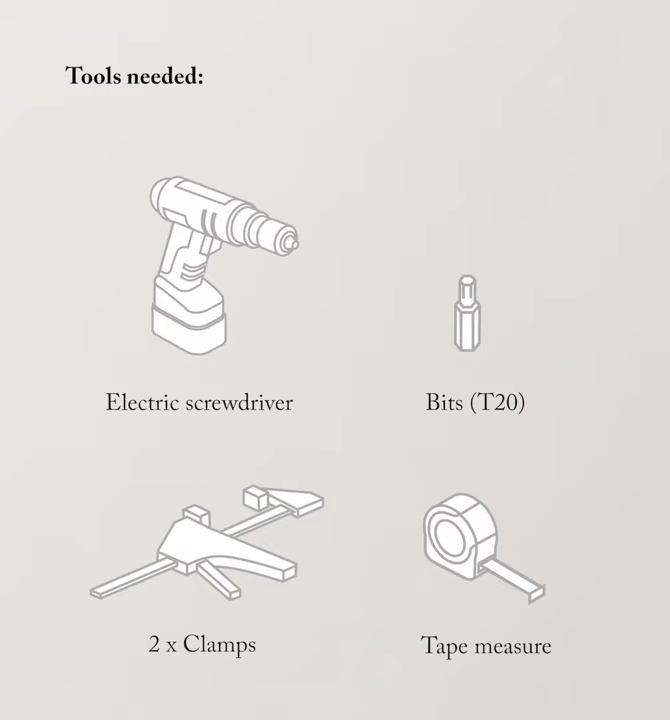 Tools needed:
Electric screwdriver
Bits (T20)
2 x Clamps
Tape measure